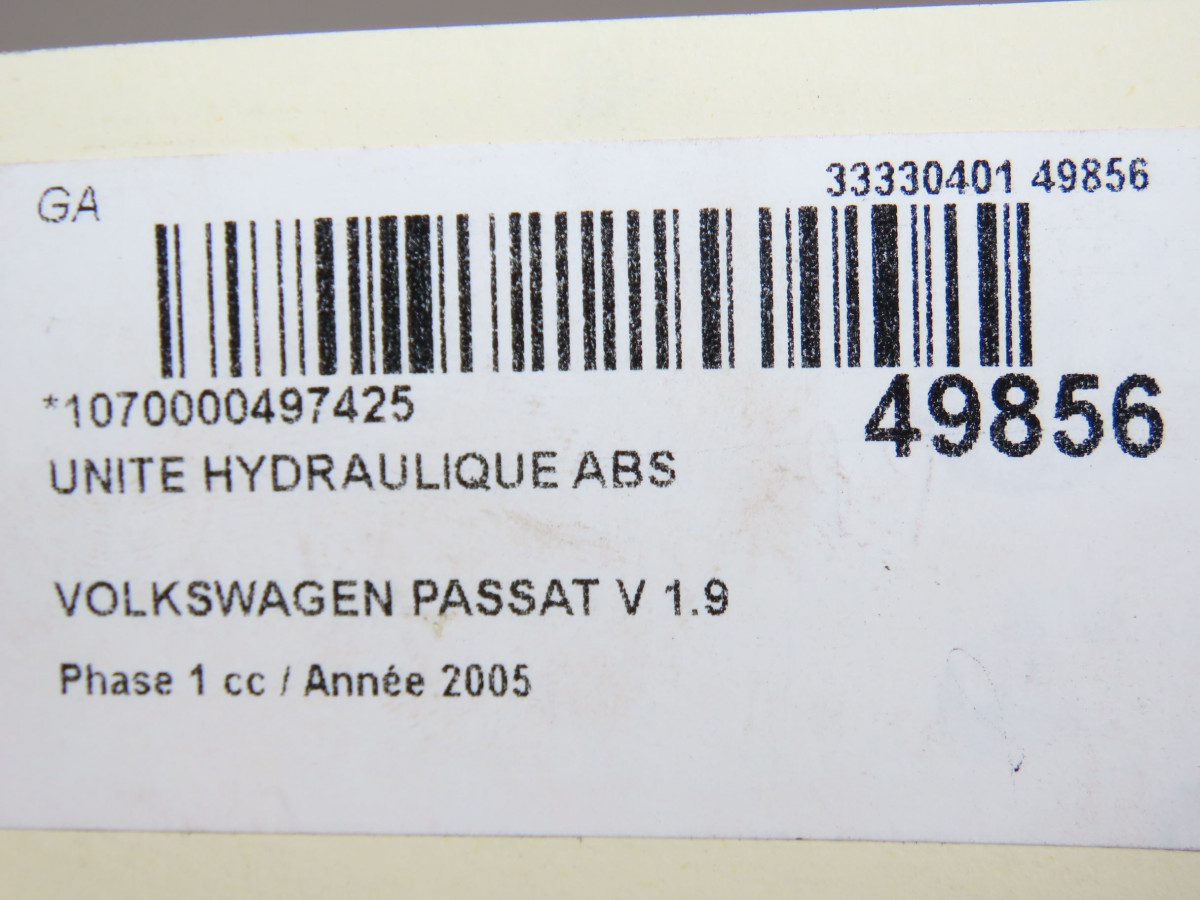 GA
33330401 49856
*1070000497425
49856
UNITE HYDRAULIQUE ABS
VOLKSWAGEN PASSAT V 1.9
Phase 1 cc / Année 2005